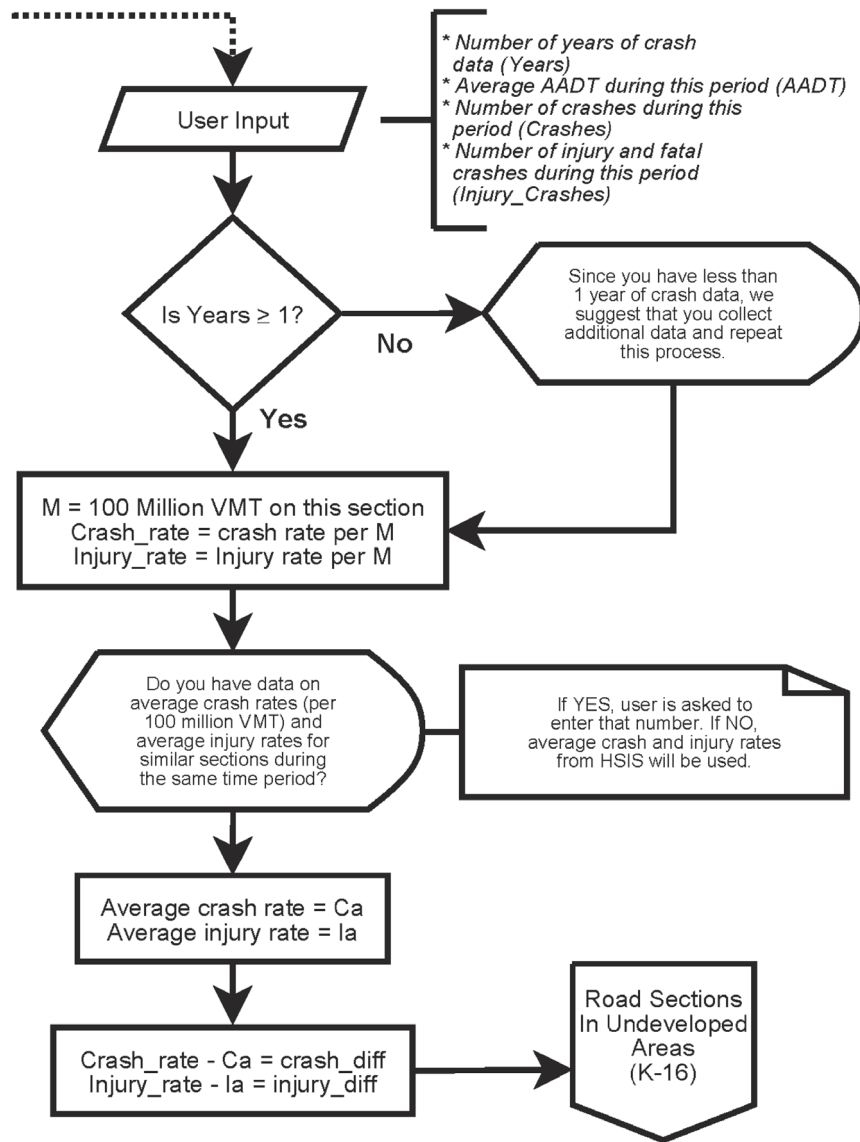 User Input
* Number of years of crash
data (Years)
* Average AADT during this period (AADT)
* Number of crashes during this
period (Crashes)
* Number of injury and fatal
crashes during this period
(Injury_Crashes)
Is Years ≥ 1?
No
Since you have less than
1 year of crash data, we
suggest that you collect
additional data and repeat
this process.
Yes
M = 100 Million VMT on this section
Crash_rate = crash rate per M
Injury_rate = Injury rate per M
Do you have data on
average crash rates (per
100 million VMT) and
average injury rates for
similar sections during
the same time period?
If YES, user is asked to
enter that number. If NO,
average crash and injury rates
from HSIS will be used.
Average crash rate = Ca
Average injury rate = Ia
Crash_rate - Ca = crash_diff
Injury_rate - Ia = injury_diff
Road Sections
In Undeveloped
Areas
(K-16)